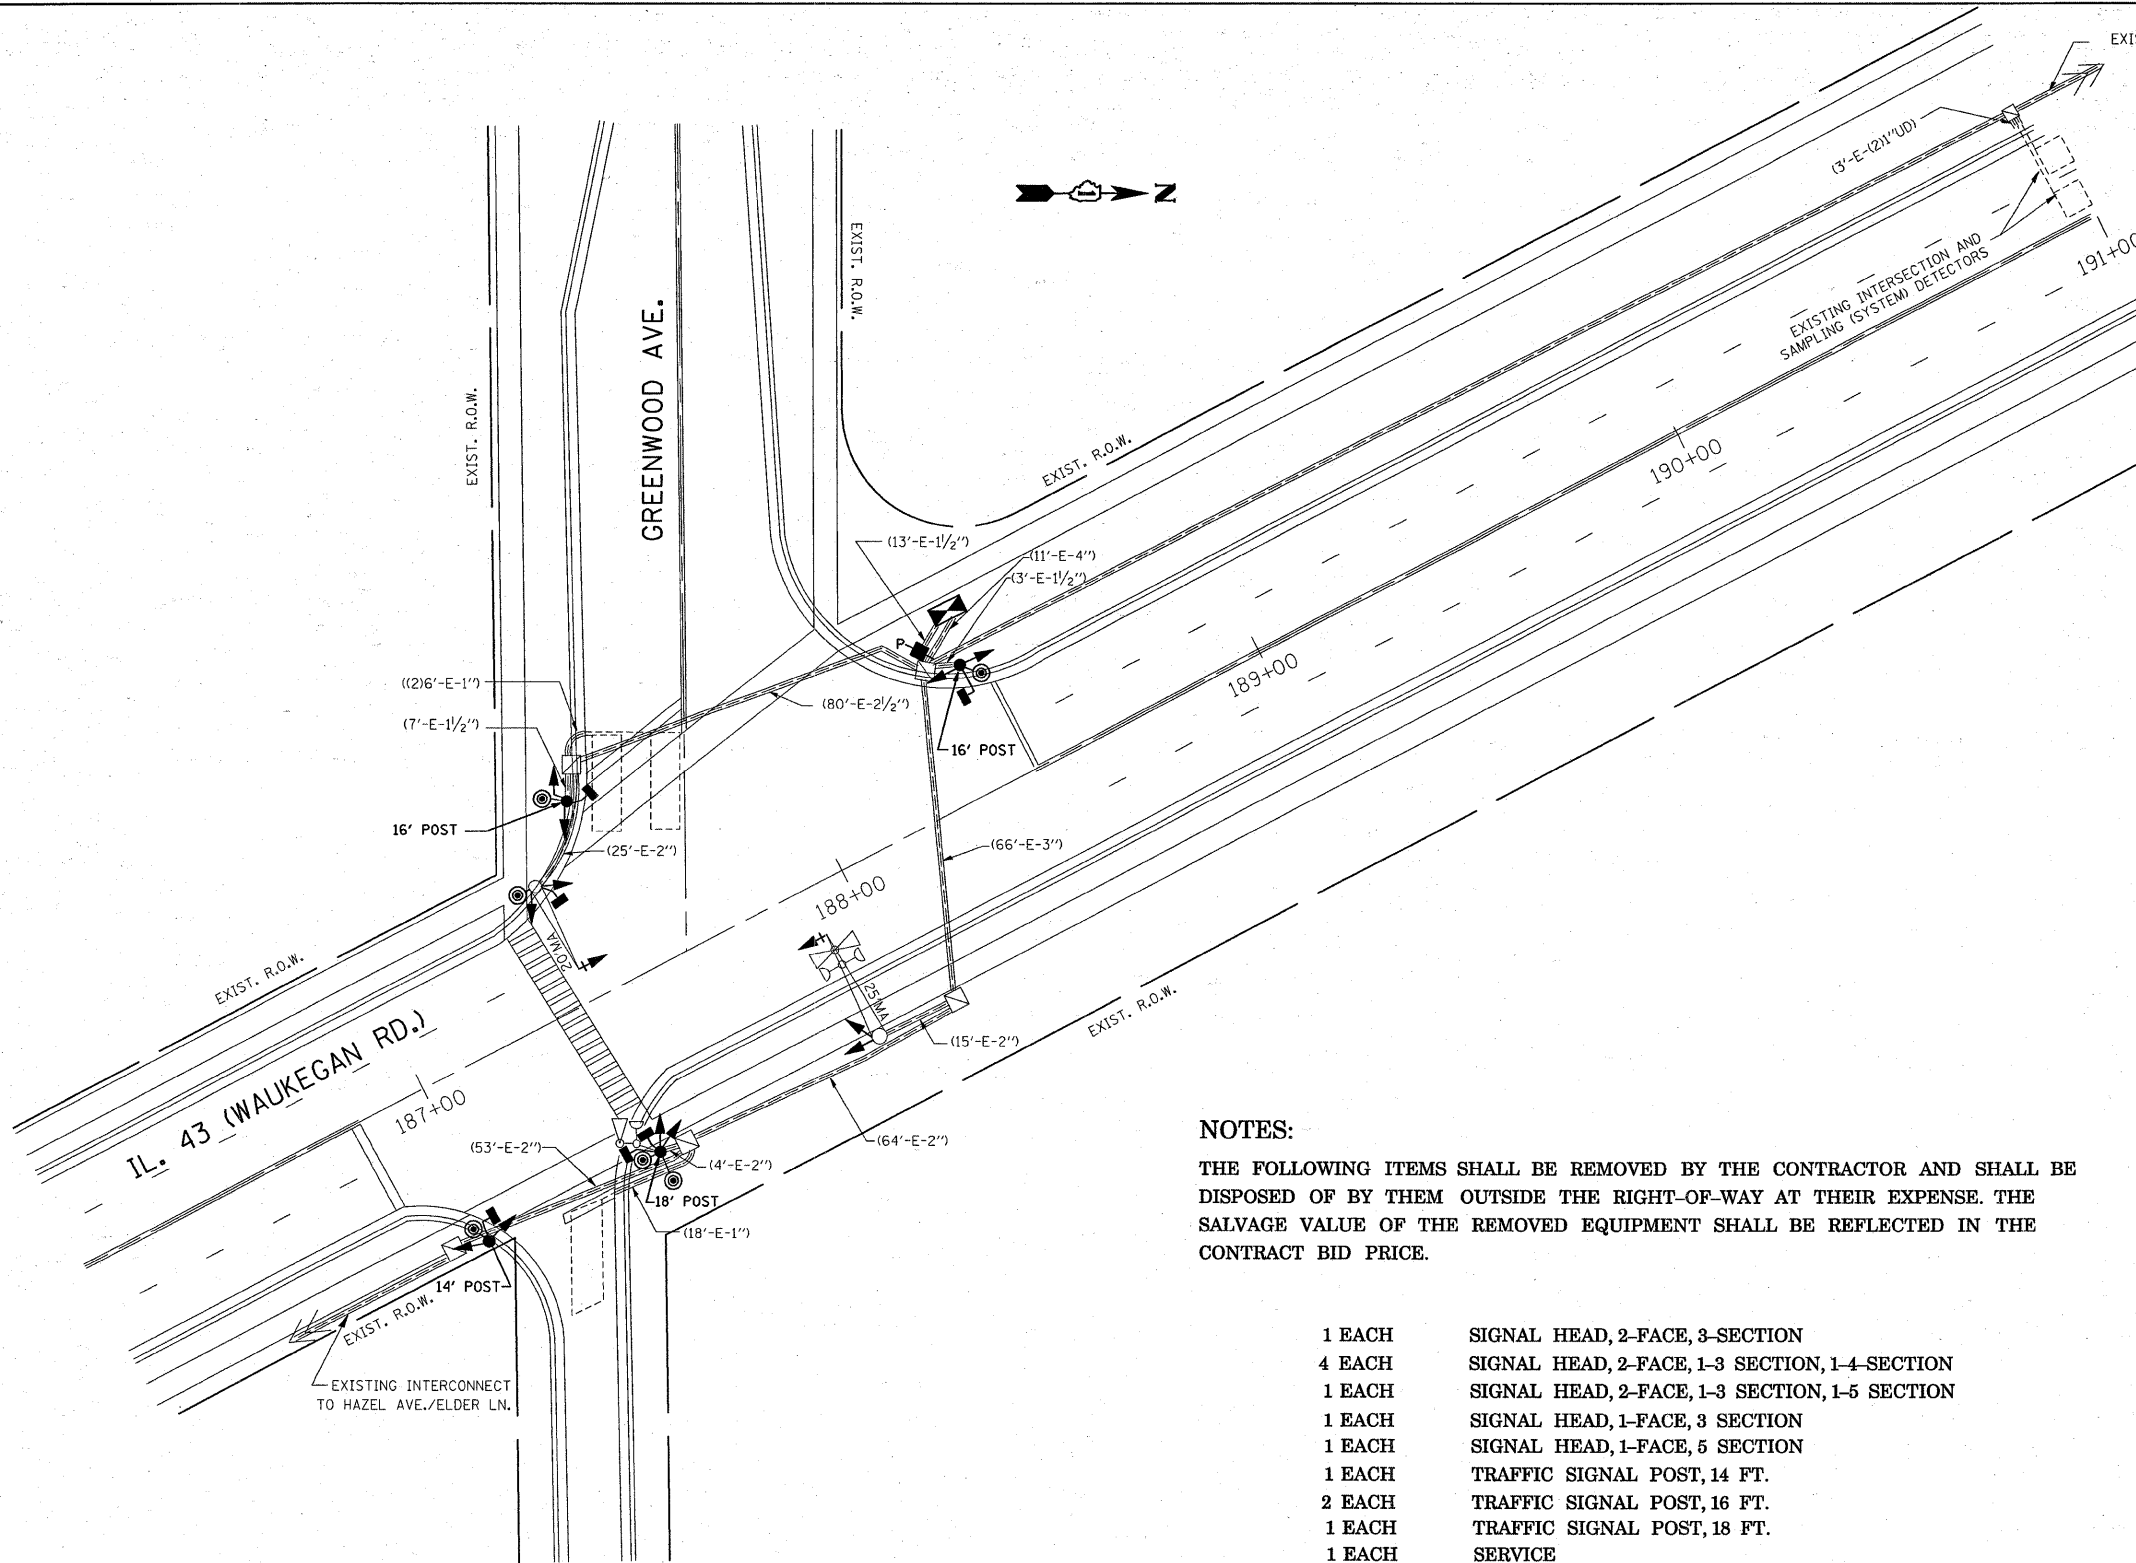 EXIS
(3'-E-(2)1"UD)
N
EXIST. R.O.W.
191+00
EXISTING INTERSECTION AND
SAMPLING (SYSTEM) DETECTORS
GREENWOOD AVE.
EXIST. R.O.W.
EXIST. R.O.W.
190+00
(13'-E-1½")
(11'-E-4")
(3'-E-1½")
P
189+00
((2)6'-E-1")
(7'-E-1½")
(80'-E-2½")
16' POST
16' POST
(25'-E-2")
(66'-E-3")
188+00
20'MA
EXIST. R.O.W.
25'MA
EXIST. R.O.W.
(15'-E-2")
IL. 43 (WAUKEGAN RD.)
187+00
(53'-E-2")
(64'-E-2")
(4'-E-2")
18' POST
(18'-E-1")
14' POST
EXIST. R.O.W.
EXISTING INTERCONNECT
TO HAZEL AVE./ELDER LN.
NOTES:
THE FOLLOWING ITEMS SHALL BE REMOVED BY THE CONTRACTOR AND SHALL BE
DISPOSED OF BY THEM OUTSIDE THE RIGHT-OF-WAY AT THEIR EXPENSE. THE
SALVAGE VALUE OF THE REMOVED EQUIPMENT SHALL BE REFLECTED IN THE
CONTRACT BID PRICE.
1 EACH SIGNAL HEAD, 2-FACE, 3-SECTION
4 EACH SIGNAL HEAD, 2-FACE, 1-3 SECTION, 1-4-SECTION
1 EACH SIGNAL HEAD, 2-FACE, 1-3 SECTION, 1-5 SECTION
1 EACH SIGNAL HEAD, 1-FACE, 3 SECTION
1 EACH SIGNAL HEAD, 1-FACE, 5 SECTION
1 EACH TRAFFIC SIGNAL POST, 14 FT.
2 EACH TRAFFIC SIGNAL POST, 16 FT.
1 EACH TRAFFIC SIGNAL POST, 18 FT.
1 EACH SERVICE